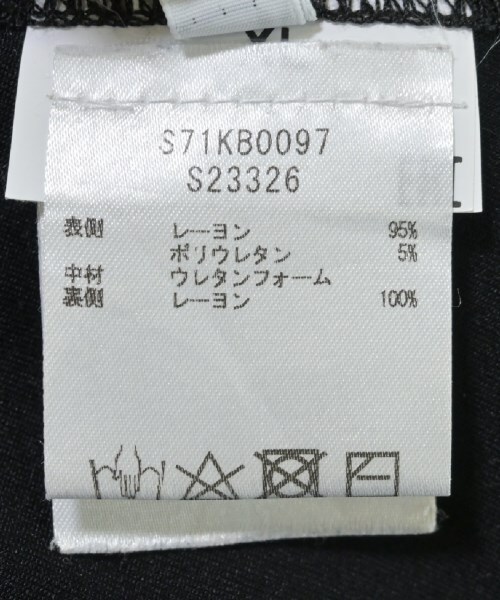 S71KB0097
S23326
表側 レーヨン 95%
ポリウレタン 5%
中材 ウレタンフォーム
裏側 レーヨン 100%